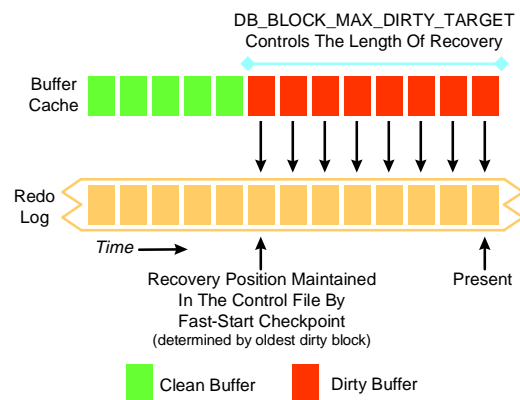 DB_BLOCK_MAX_DIRTY_TARGET
Controls The Length Of Recovery
Buffer
Cache
Redo
Log
Time
Recovery Position Maintained
In The Control File By
Fast-Start Checkpoint
(determined by oldest dirty block)
Present
Clean Buffer
Dirty Buffer